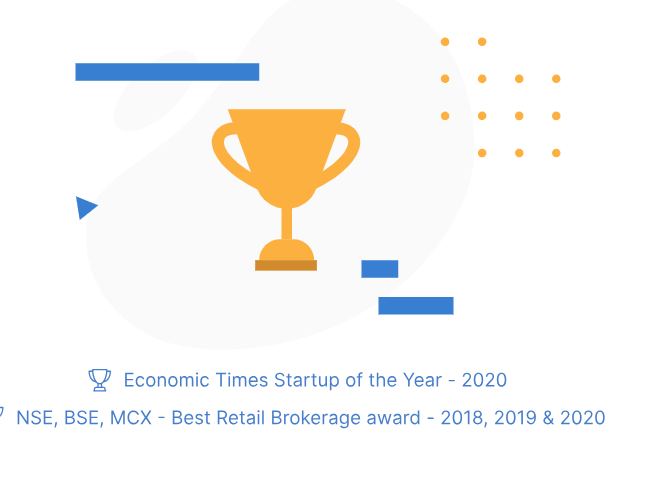 Economic Times Startup of the Year - 2020
NSE, BSE, MCX - Best Retail Brokerage award - 2018, 2019 & 2020